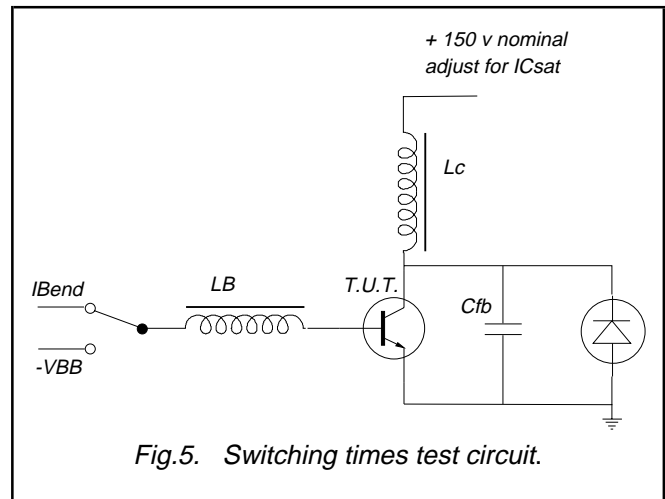 + 150 v nominal
adjust for ICsat
Lc
IBend
LB
T.U.T.
Cfb
-VBB
Fig.5. Switching times test circuit.